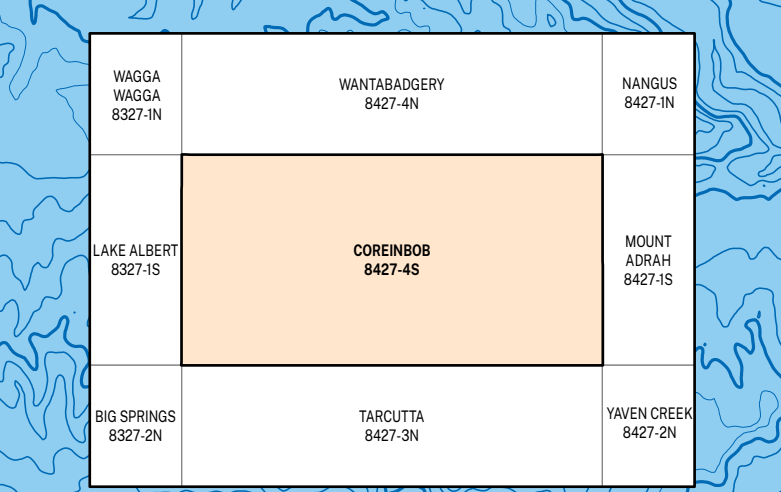 WAGGA
WAGGA
8327-1N
WANTABADGERY
8427-4N
NANGUS
8427-1N
LAKE ALBERT
8327-1S
COREINBOB
8427-4S
MOUNT
ADRAH
8427-1S
BIG SPRINGS
8327-2N
TARCUTTA
8427-3N
YAVEN CREEK
8427-2N